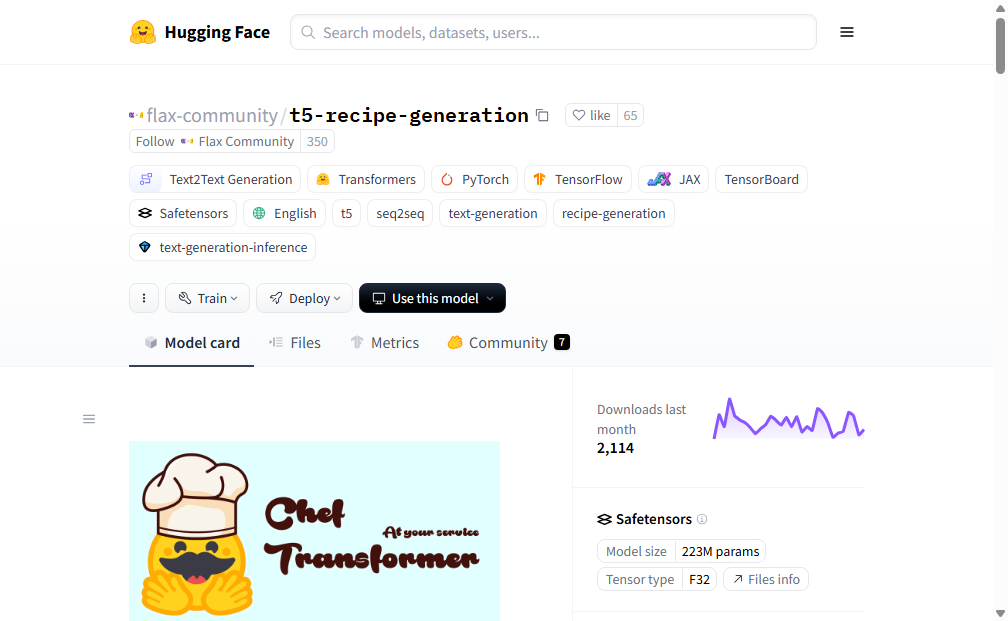 Hugging Face
Search models, datasets, users...
flax-community/t5-recipe-generation
like 65
Follow Flax Community 350
Text2Text Generation Transformers PyTorch TensorFlow JAX TensorBoard
Safetensors English t5 seq2seq text-generation recipe-generation
text-generation-inference
Train Deploy Use this model
Model card Files Metrics Community 7
Downloads last
month
2,114
Chef
At your service
Transformer
Safetensors
Model size 223M params
Tensor type F32 Files info